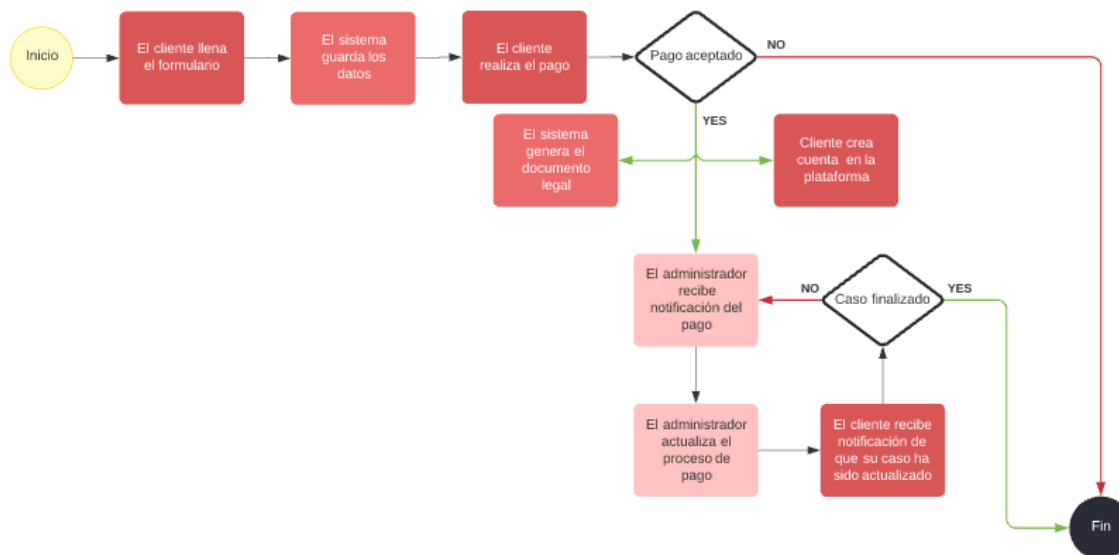 Inicio
El cliente llena
el formulario
El sistema
guarda los
datos
El cliente
realiza el pago
Pago aceptado
NO
YES
El sistema
genera el
documento
legal
Cliente crea
cuenta en la
plataforma
El administrador
recibe
notificación del
pago
NO
Caso finalizado
YES
El administrador
actualiza el
proceso de
pago
El cliente recibe
notificación de
que su caso ha
sido actualizado
Fin